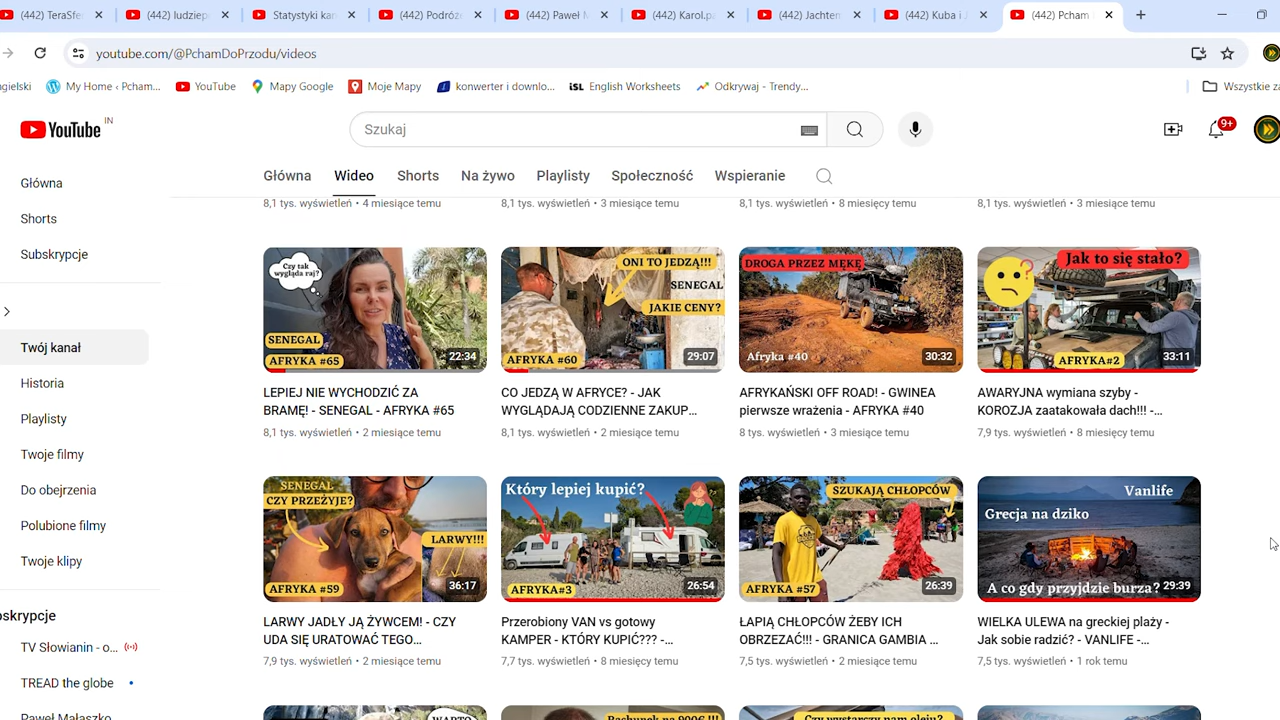 (442) TeraSfe
(442) ludziep
Statystyki kan
(442) Podróże
(442) Paweł M
(442) Karol.pa
(442) Jachten
(442) Kuba i J
(442) Pcham
youtube.com/@PchamDoPrzodu/videos
gielski
My Home ‹ Pcham...
YouTube
Mapy Google
Moje Mapy
konwerter i downlo...
iSL English Worksheets
Odkrywaj - Trendy...
Wszystkie za
YouTube IN
Szukaj
9+
Główna
Wideo
Shorts
Na żywo
Playlisty
Społeczność
Wspieranie
Główna
Shorts
Subskrypcje
Twój kanał
Historia
Playlisty
Twoje filmy
Do obejrzenia
Polubione filmy
Twoje klipy
bskrypcje
TV Słowianin - o...
TREAD the globe
Paweł Małaszko
8,1 tys. wyświetleń • 4 miesiące temu
8,1 tys. wyświetleń • 3 miesiące temu
8,1 tys. wyświetleń • 8 miesięcy temu
8,1 tys. wyświetleń • 3 miesiące temu
Czy tak
wygląda raj?
SENEGAL
AFRYKA #65
22:34
LEPIEJ NIE WYCHODZIĆ ZA
BRAMĘ! - SENEGAL - AFRYKA #65
8,1 tys. wyświetleń • 2 miesiące temu
ONI TO JEDZĄ!!!
SENEGAL
JAKIE CENY?
AFRYKA #60
29:07
CO JEDZĄ W AFRYCE? - JAK
WYGLĄDAJĄ CODZIENNE ZAKUP...
8,1 tys. wyświetleń • 2 miesiące temu
DROGA PRZEZ MĘKĘ
Afryka #40
30:32
AFRYKAŃSKI OFF ROAD! - GWINEA
pierwsze wrażenia - AFRYKA #40
8 tys. wyświetleń • 3 miesiące temu
Jak to się stało?
AFRYKA#2
33:11
AWARYJNA wymiana szyby -
KOROZJA zaatakowała dach!!! -...
7,9 tys. wyświetleń • 8 miesięcy temu
SENEGAL
CZY PRZEŻYJE?
LARWY!!!
AFRYKA #59
36:17
LARWY JADŁY JĄ ŻYWCEM! - CZY
UDA SIĘ URATOWAĆ TEGO...
7,9 tys. wyświetleń • 2 miesiące temu
Który lepiej kupić?
AFRYKA#3
26:54
Przerobiony VAN vs gotowy
KAMPER - KTÓRY KUPIĆ??? -...
7,7 tys. wyświetleń • 8 miesięcy temu
SZUKAJĄ CHŁOPCÓW
AFRYKA #57
26:39
ŁAPIĄ CHŁOPCÓW ŻEBY ICH
OBRZEZAĆ!!! - GRANICA GAMBIA ...
7,5 tys. wyświetleń • 2 miesiące temu
Vanlife
Grecja na dziko
A co gdy przyjdzie burza?
29:39
WIELKA ULEWA na greckiej plaży -
Jak sobie radzić? - VANLIFE -...
7,5 tys. wyświetleń • 1 rok temu
WARTO
Rachunek na 900€!!!
Czy wystarczy nam oleju?